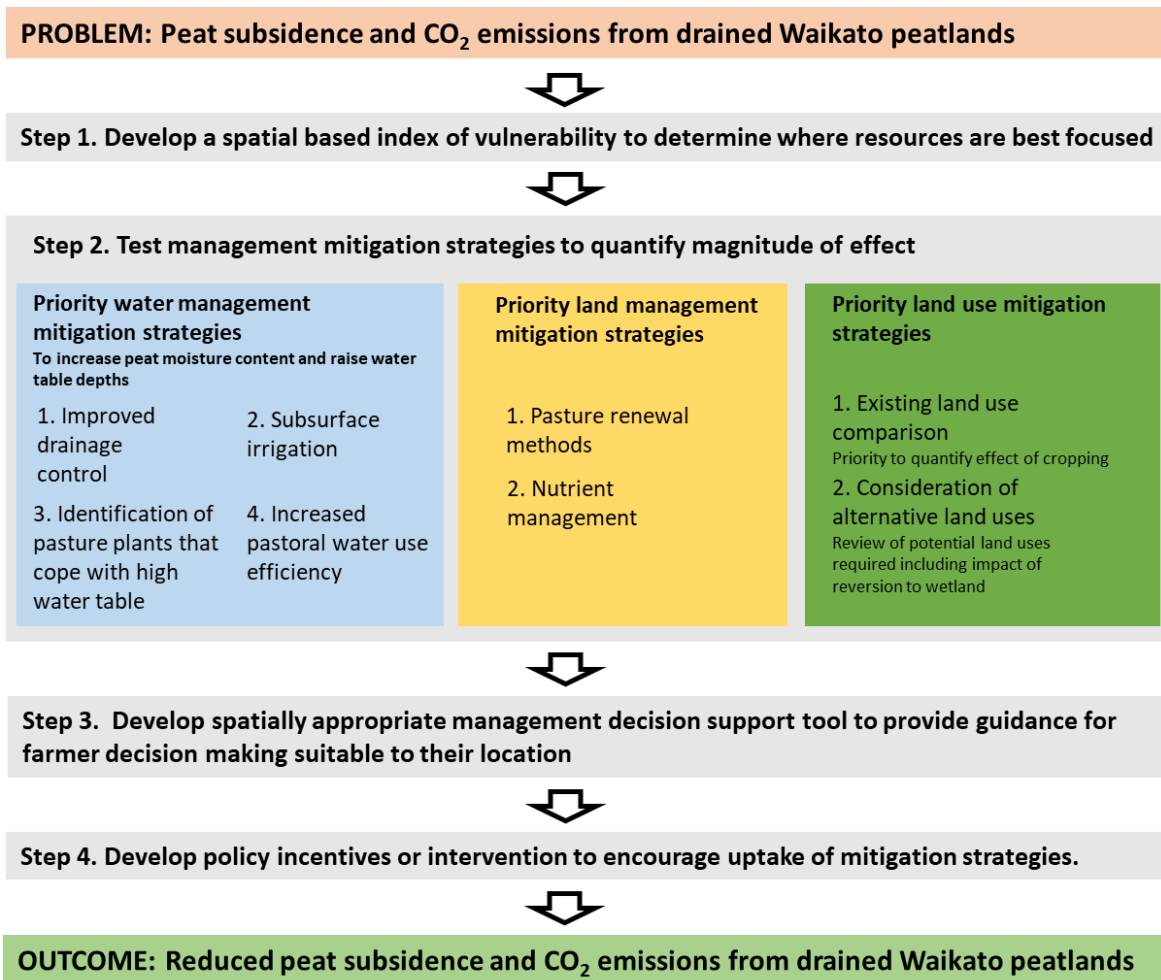 PROBLEM: Peat subsidence and CO₂ emissions from drained Waikato peatlands
Step 1. Develop a spatial based index of vulnerability to determine where resources are best focused
Step 2. Test management mitigation strategies to quantify magnitude of effect
Priority water management
mitigation strategies
To increase peat moisture content and raise water
table depths
1. Improved
drainage
control
2. Subsurface
irrigation
3. Identification of
pasture plants that
cope with high
water table
4. Increased
pastoral water use
efficiency
Priority land management
mitigation strategies
1. Pasture renewal
methods
2. Nutrient
management
Priority land use mitigation
strategies
1. Existing land use
comparison
Priority to quantify effect of cropping
2. Consideration of
alternative land uses
Review of potential land uses
required including impact of
reversion to wetland
Step 3. Develop spatially appropriate management decision support tool to provide guidance for
farmer decision making suitable to their location
Step 4. Develop policy incentives or intervention to encourage uptake of mitigation strategies.
OUTCOME: Reduced peat subsidence and CO₂ emissions from drained Waikato peatlands